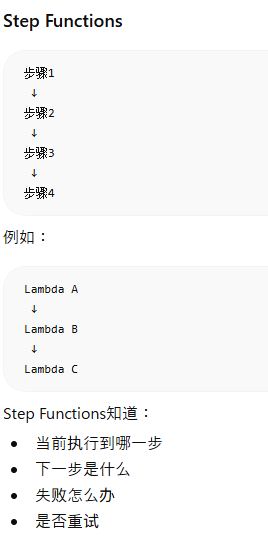 Step Functions
步骤1
↓
步骤2
↓
步骤3
↓
步骤4
例如：
Lambda A
↓
Lambda B
↓
Lambda C
Step Functions知道：
• 当前执行到哪一步
• 下一步是什么
• 失败怎么办
• 是否重试